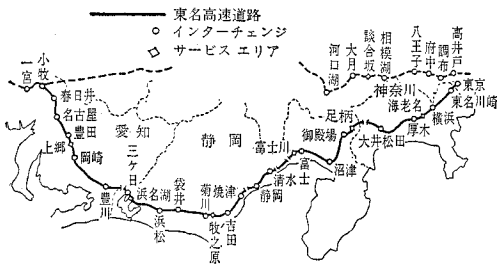 東名高速道路
インターチェンジ
サービスエリア
一宮
小牧
春日井
名古屋
豊田
上郷
岡崎
愛知
豊川
三ヶ日
浜名湖
浜松
袋井
静岡
菊川
牧之原
吉田
焼津
静岡
清水
富士川
富士
沼津
御殿場
足柄
大井松田
神奈川
厚木
海老名
横浜
東名川崎
東京
河口湖
大月
談合坂
相模湖
八王子
府中
調布
高井戸